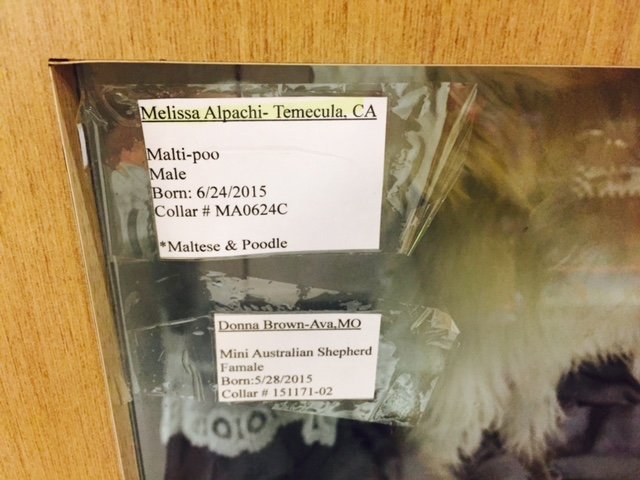 Melissa Alpachi- Temecula, CA
Malti-poo
Male
Born: 6/24/2015
Collar # MA0624C
*Maltese & Poodle
Donna Brown-Ava,MO
Mini Australian Shepherd
Famale
Born:5/28/2015
Collar # 151171-02